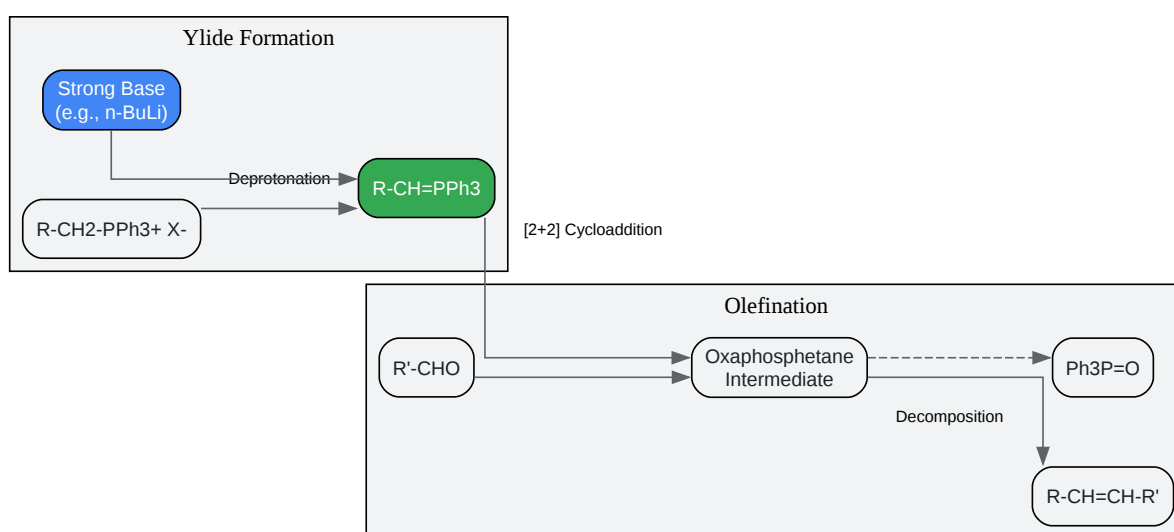 Ylide Formation
Strong Base
(e.g., n-BuLi)
Deprotonation
R-CH=PPh3
R-CH2-PPh3+ X-
[2+2] Cycloaddition
Olefination
R'-CHO
Oxaphosphetane
Intermediate
Ph3P=O
Decomposition
R-CH=CH-R'